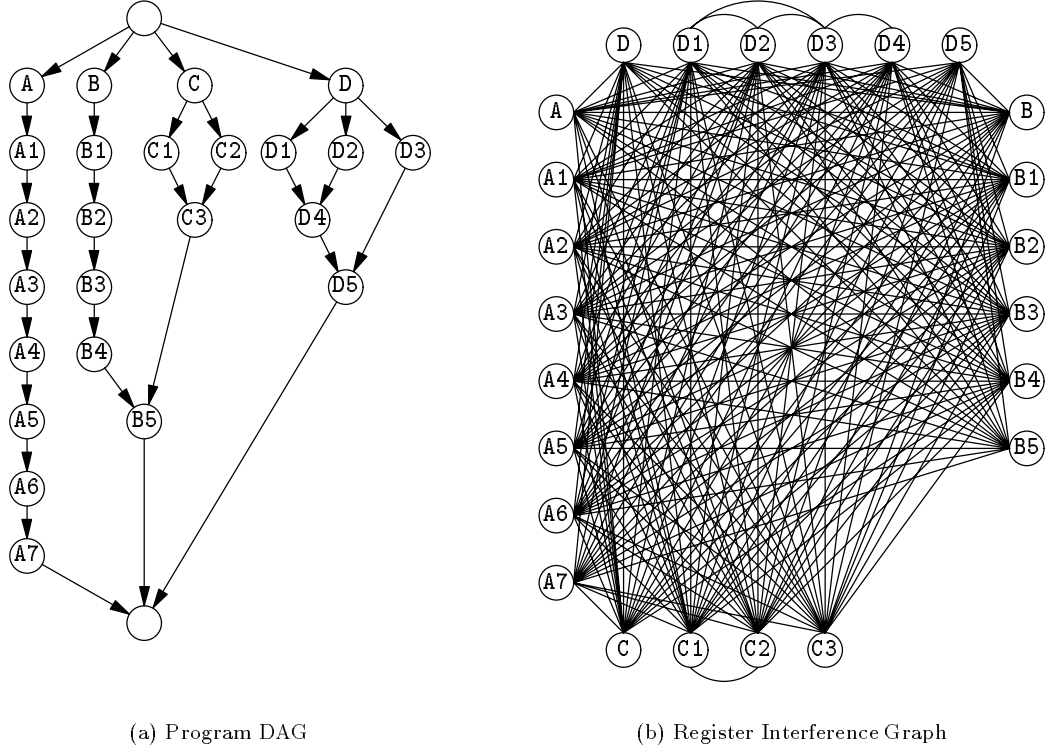 A B C D
A1 B1 C1 C2 D1 D2 D3
A2 B2 C3 D4
A3 B3 D5
A4 B4
A5 B5
A6
A7
(a) Program DAG
D D1 D2 D3 D4 D5
A B
A1 B1
A2 B2
A3 B3
A4 B4
A5 B5
A6
A7
C C1 C2 C3
(b) Register Interference Graph